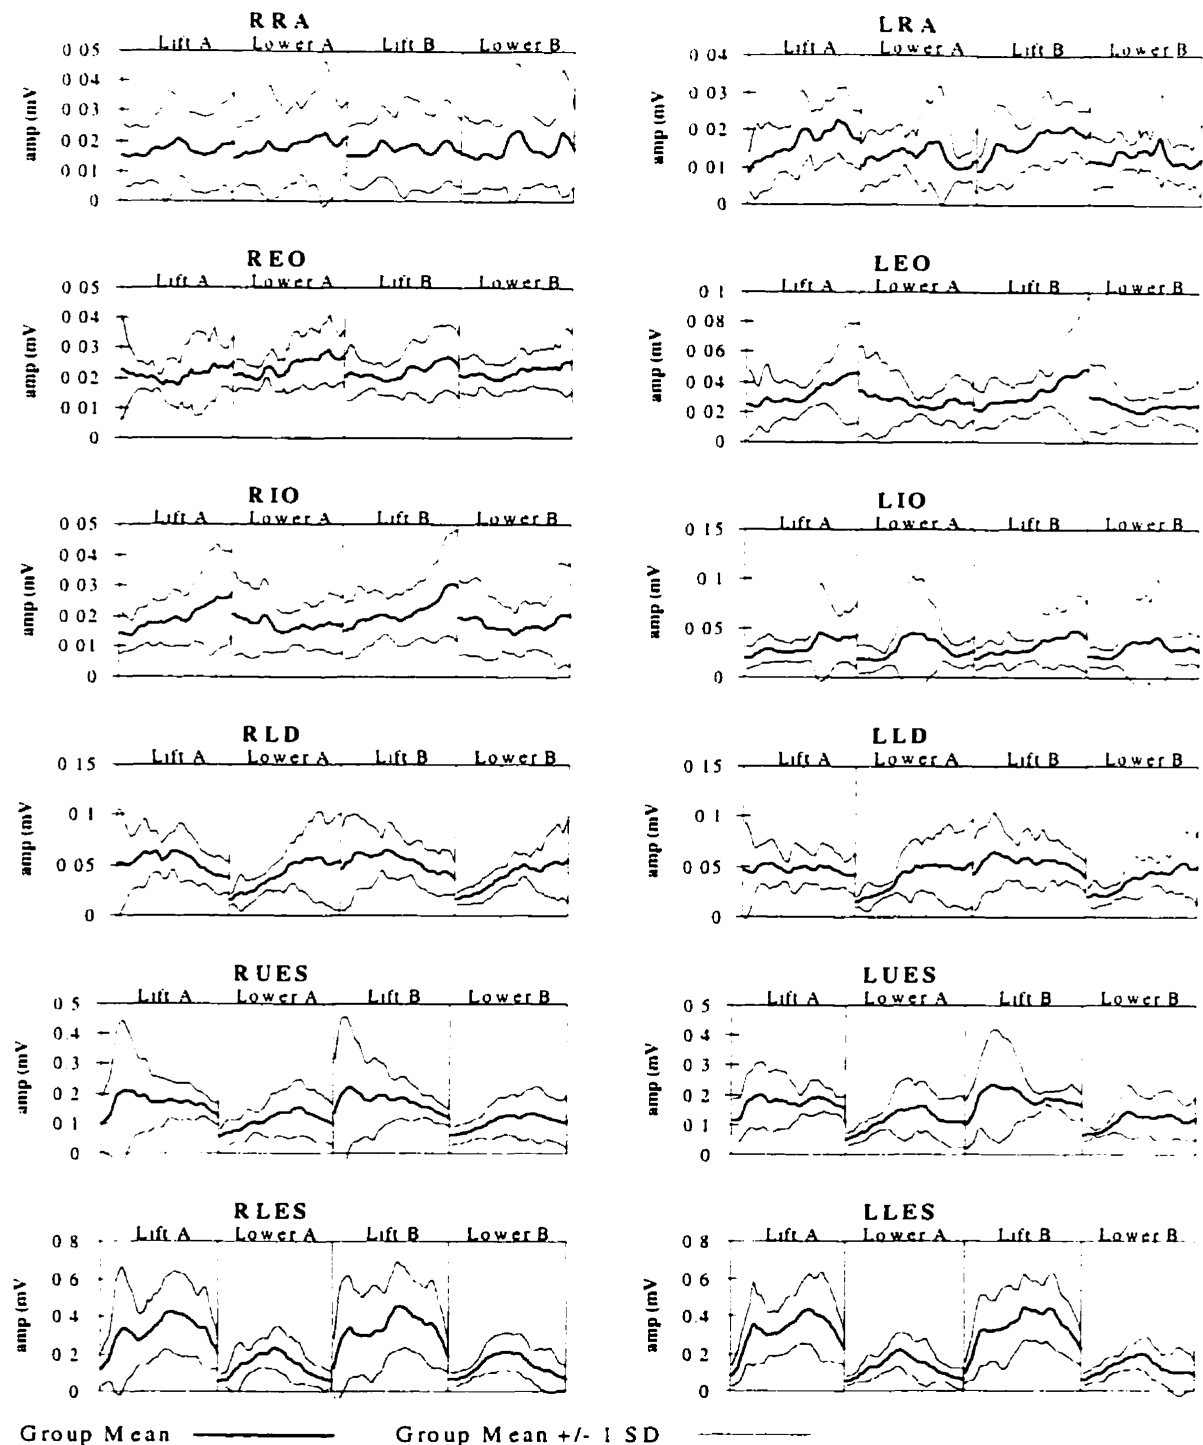 RRA
Lift A Lower A Lift B Lower B
0 05
0 04
0 03
0 02
0 01
0
amp (mV
LRA
Lift A Lower A Lift B Lower B
0 04
0 03
0 02
0 01
0
amp (mV
REO
Lift A Lower A Lift B Lower B
0 05
0 04
0 03
0 02
0 01
0
amp (mV
LEO
Lift A Lower A Lift B Lower B
0 1
0 08
0 06
0 04
0 02
0
amp (mV
RIO
Lift A Lower A Lift B Lower B
0 05
0 04
0 03
0 02
0 01
0
amp (mV
LIO
Lift A Lower A Lift B Lower B
0 15
0 1
0 05
0
amp (mV
RLD
Lift A Lower A Lift B Lower B
0 15
0 1
0 05
0
amp (mV
LLD
Lift A Lower A Lift B Lower B
0 15
0 1
0 05
0
amp (mV
RUES
Lift A Lower A Lift B Lower B
0 5
0 4
0 3
0 2
0 1
0
amp (mV
LUES
Lift A Lower A Lift B Lower B
0 5
0 4
0 3
0 2
0 1
0
amp (mV
RLES
Lift A Lower A Lift B Lower B
0 8
0 6
0 4
0 2
0
amp (mV
LLES
Lift A Lower A Lift B Lower B
0 8
0 6
0 4
0 2
0
amp (mV
Group Mean Group Mean +/- 1 SD